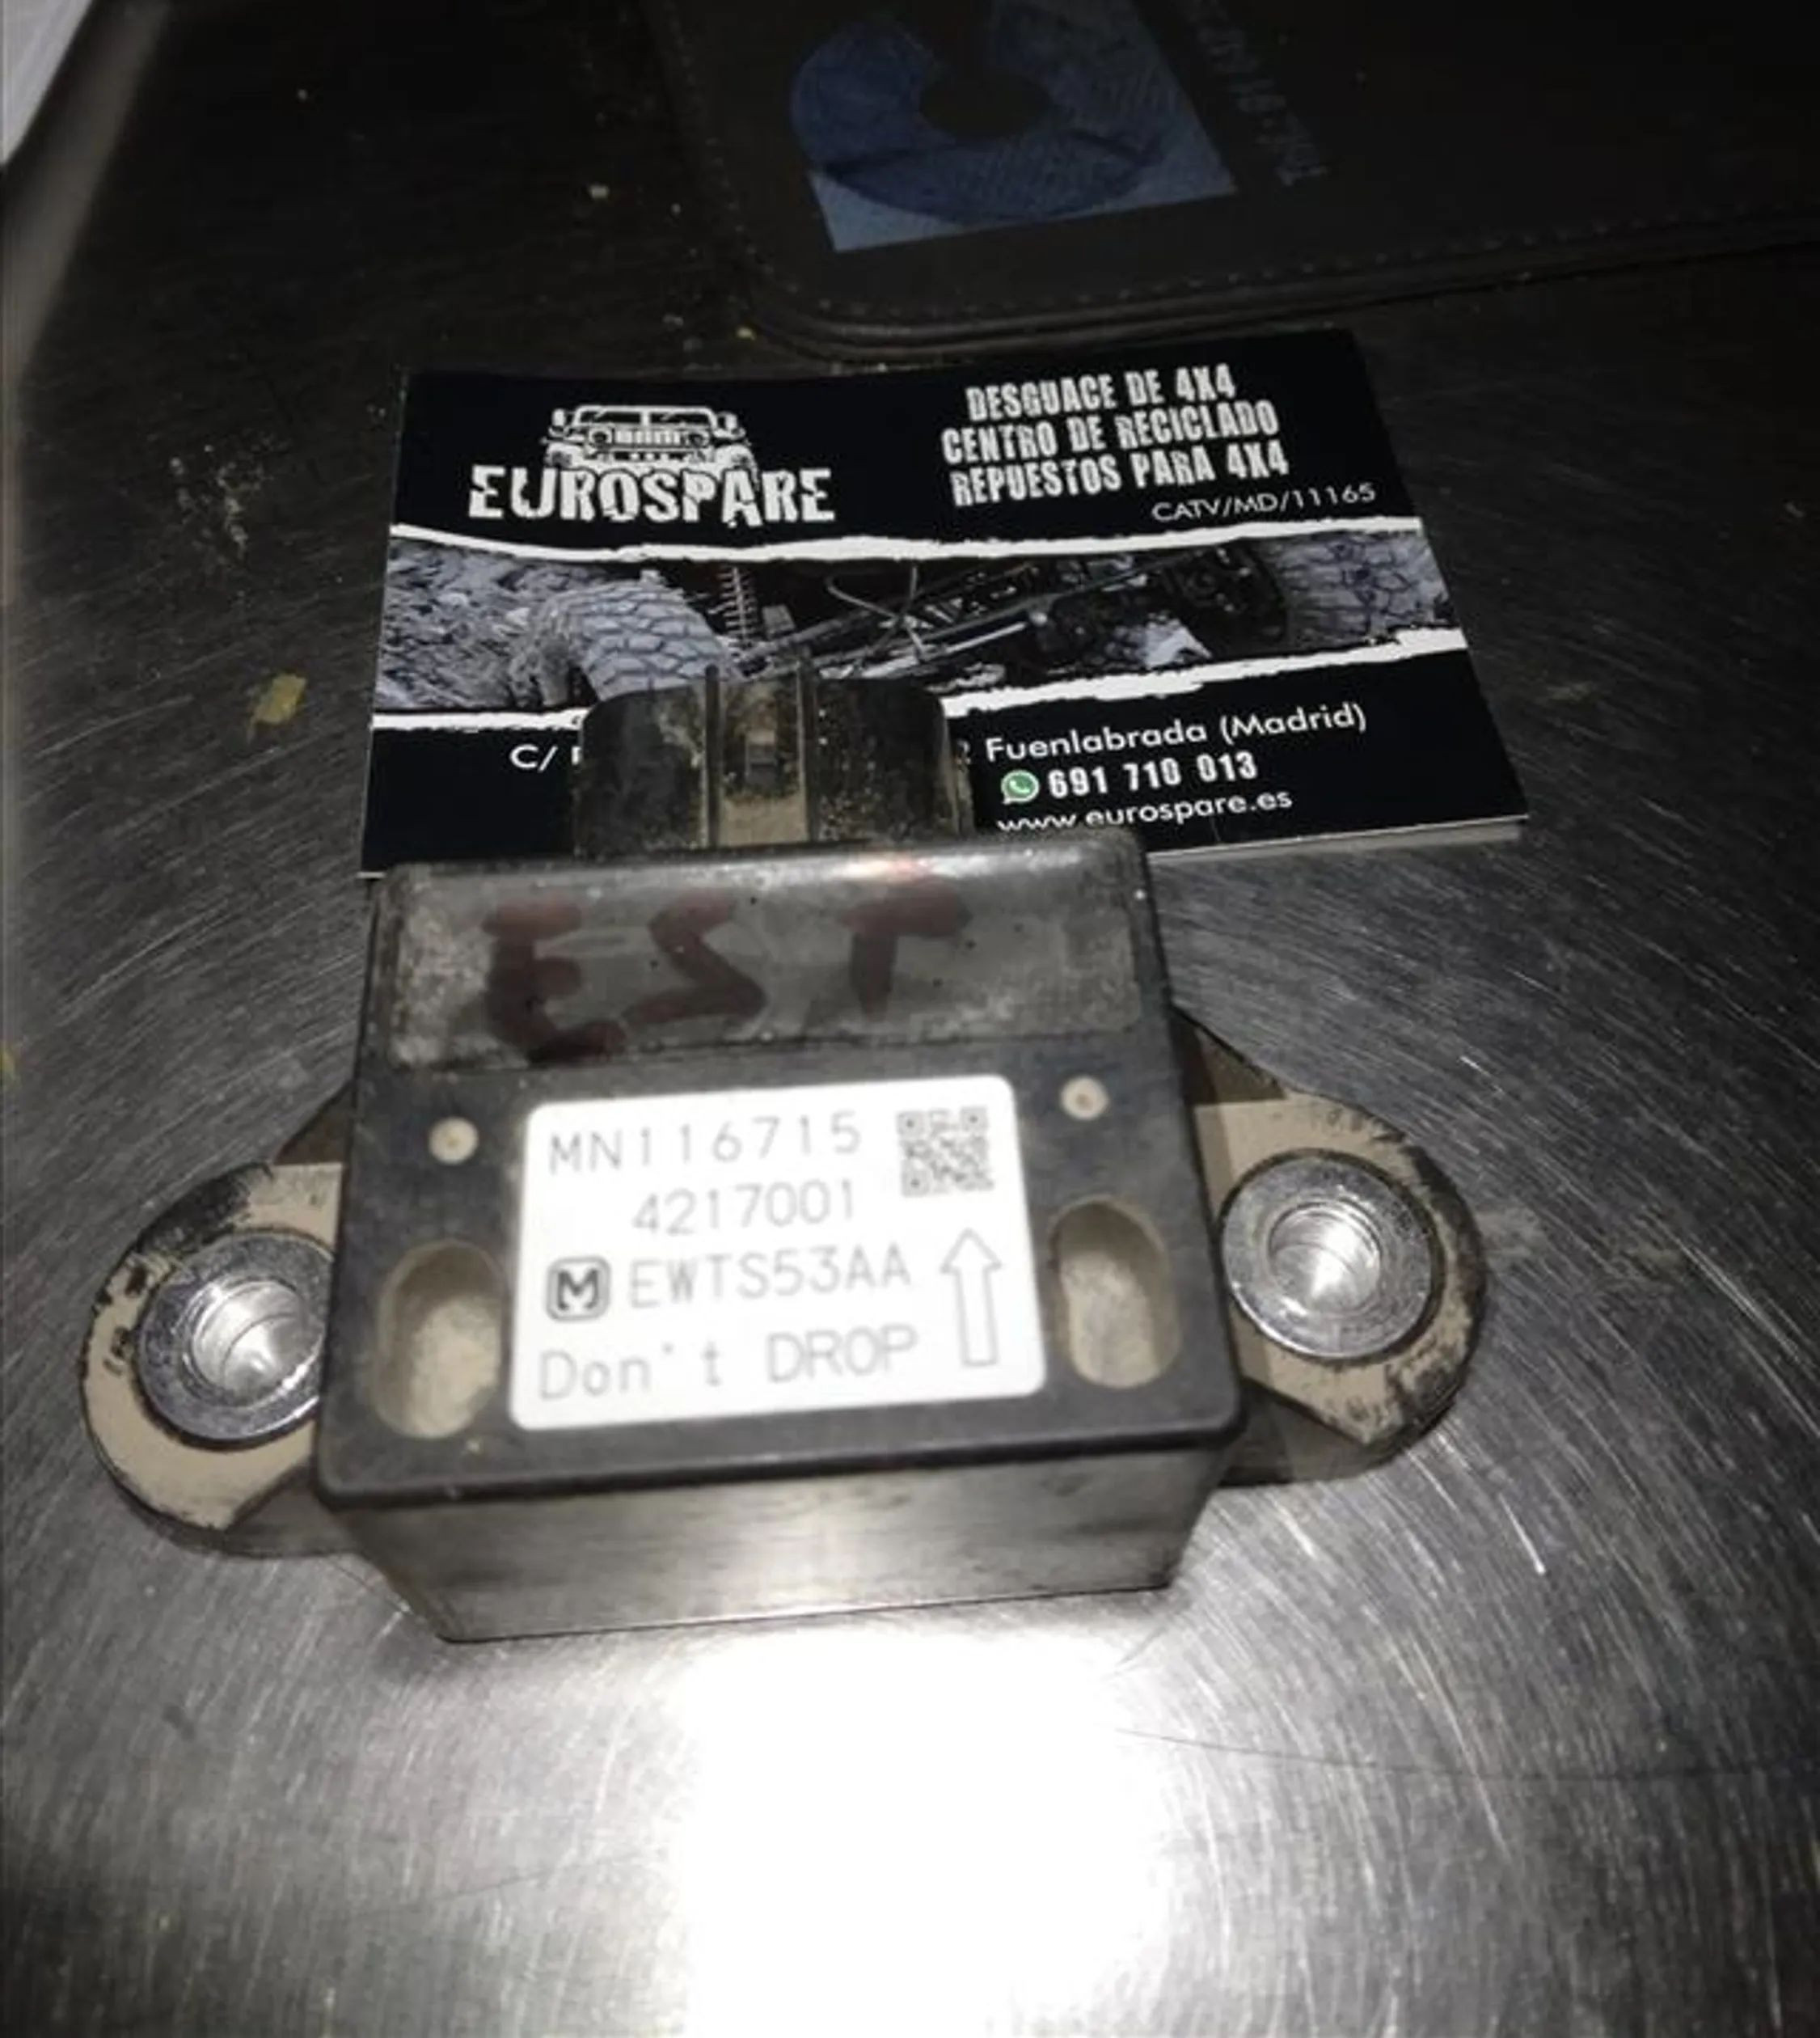 EUROSPARE
DESGUACE DE 4X4
CENTRO DE RECICLADO
REPUESTOS PARA 4X4
CATV/MD/11165
C/
Fuenlabrada (Madrid)
691 710 013
www.eurospare.es
EST
MN116715
4217001
M EWTS53AA
Don't DROP